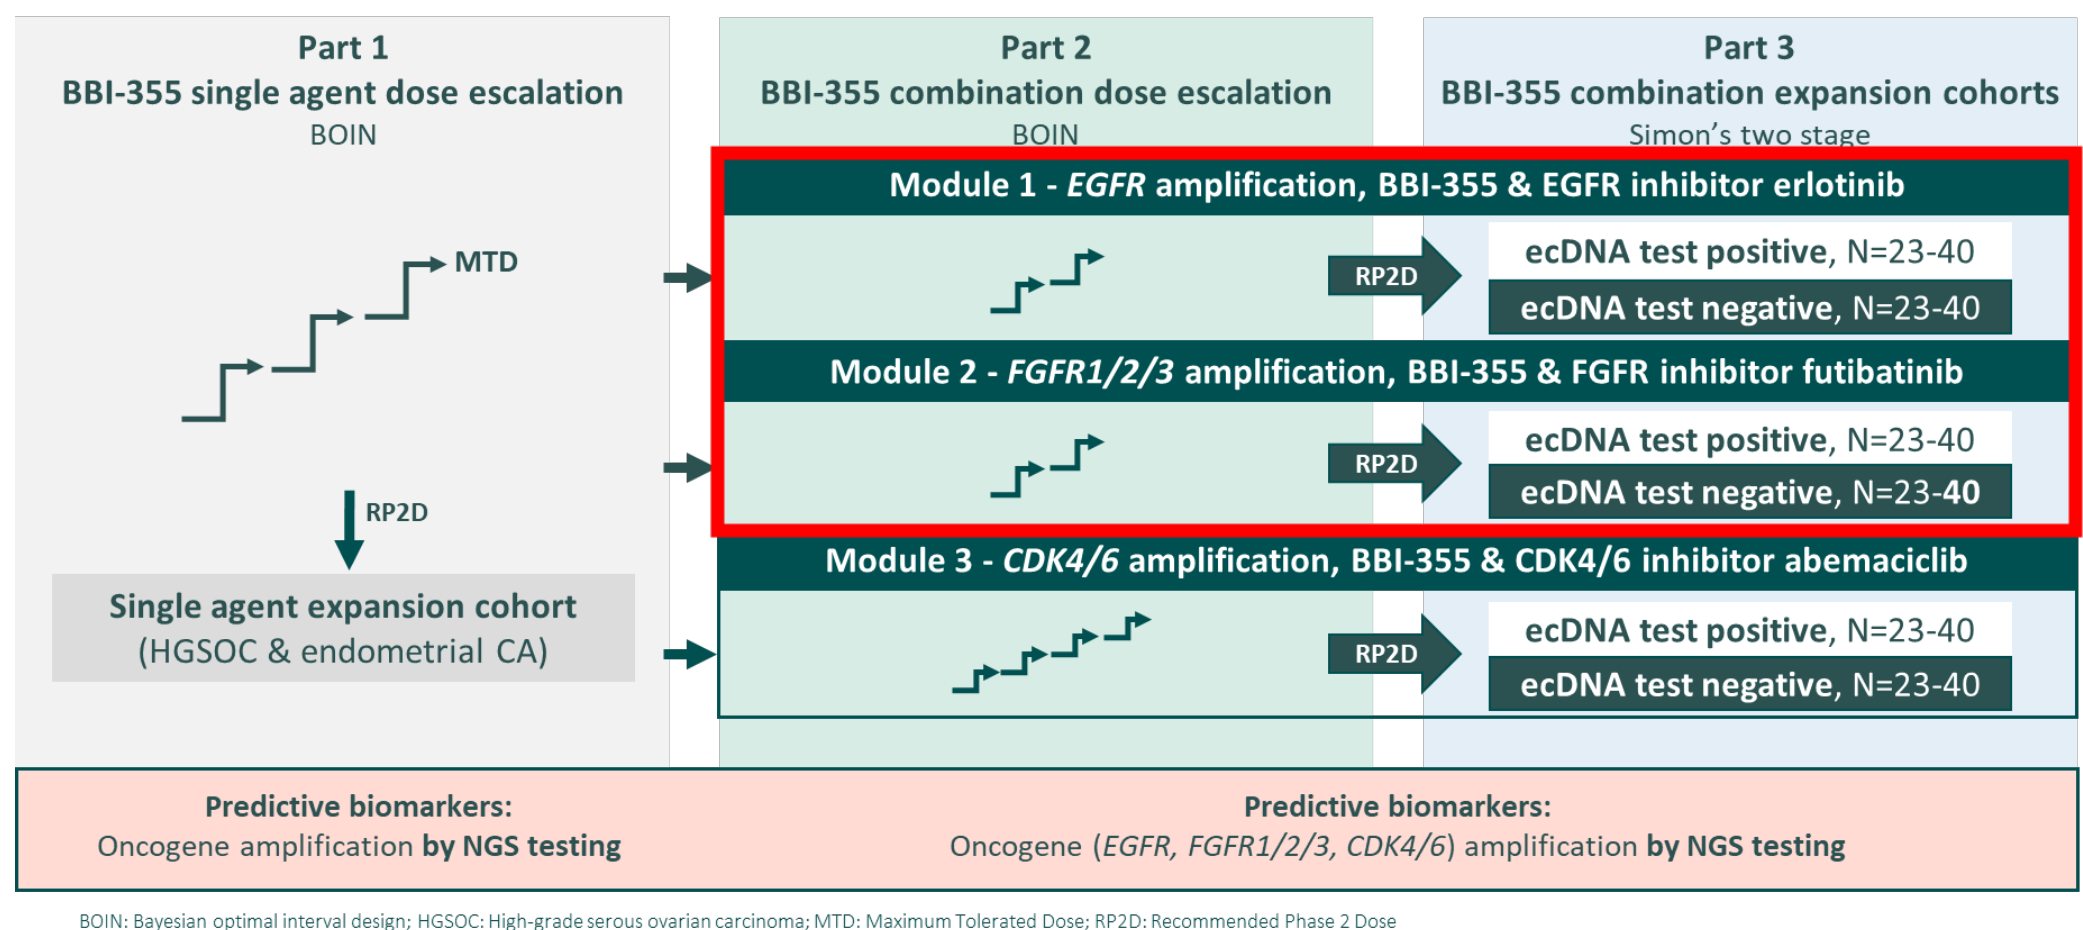 Part 1
BBI-355 single agent dose escalation
BOIN
MTD
RP2D
Single agent expansion cohort
(HGSOC & endometrial CA)
Part 2
BBI-355 combination dose escalation
BOIN
Part 3
BBI-355 combination expansion cohorts
Simon’s two stage
Module 1 - EGFR amplification, BBI-355 & EGFR inhibitor erlotinib
RP2D
ecDNA test positive, N=23-40
ecDNA test negative, N=23-40
Module 2 - FGFR1/2/3 amplification, BBI-355 & FGFR inhibitor futibatinib
RP2D
ecDNA test positive, N=23-40
ecDNA test negative, N=23-40
Module 3 - CDK4/6 amplification, BBI-355 & CDK4/6 inhibitor abemaciclib
RP2D
ecDNA test positive, N=23-40
ecDNA test negative, N=23-40
Predictive biomarkers:
Oncogene amplification by NGS testing
Predictive biomarkers:
Oncogene (EGFR, FGFR1/2/3, CDK4/6) amplification by NGS testing
BOIN: Bayesian optimal interval design; HGSOC: High-grade serous ovarian carcinoma; MTD: Maximum Tolerated Dose; RP2D: Recommended Phase 2 Dose